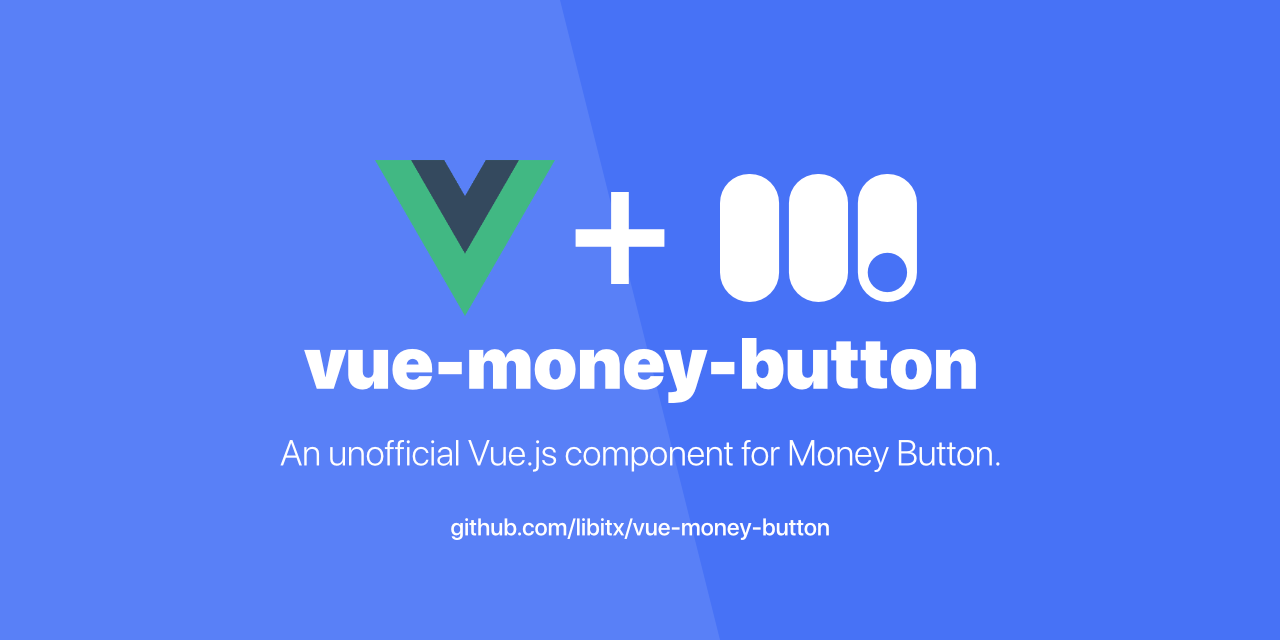 vue-money-button
An unofficial Vue.js component for Money Button.
github.com/libitx/vue-money-button